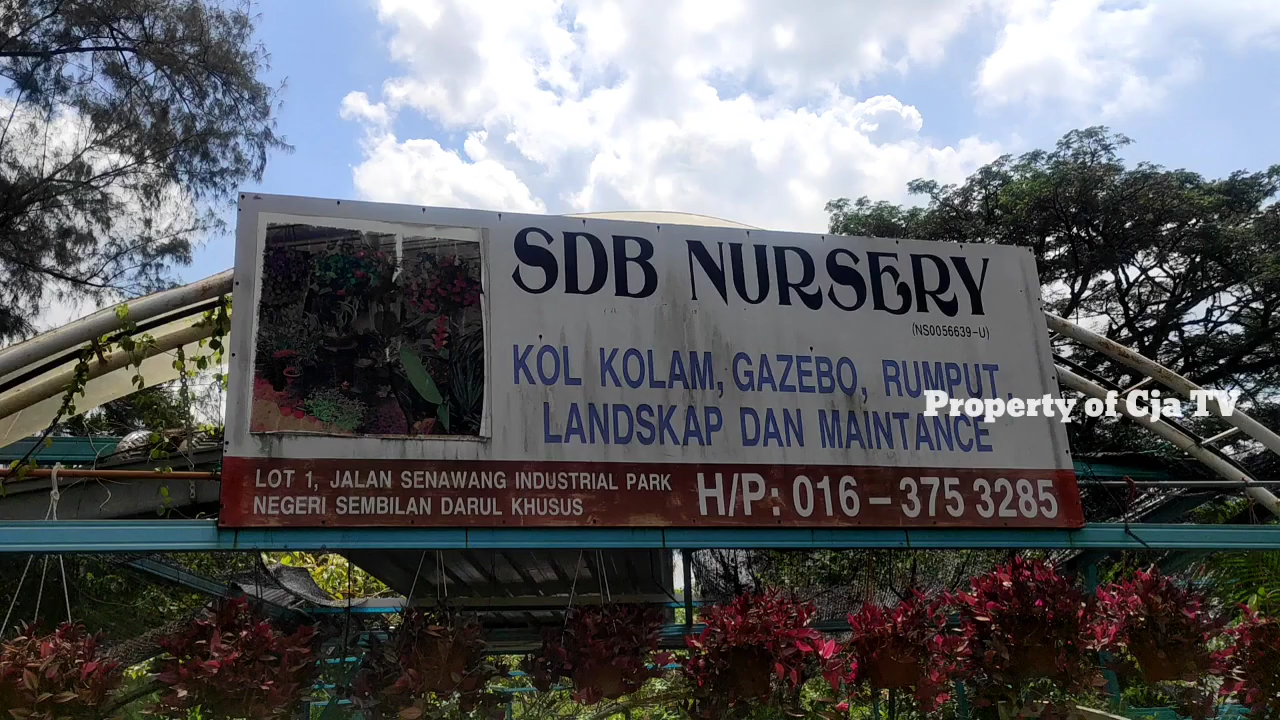 SDB NURSERY
(NS0056639-U)
KOL KOLAM, GAZEBO, RUMPUT
LANDSKAP DAN MAINTANCE
Property of Cja TV
LOT 1, JALAN SENAWANG INDUSTRIAL PARK
NEGERI SEMBILAN DARUL KHUSUS
H/P: 016 – 375 3285